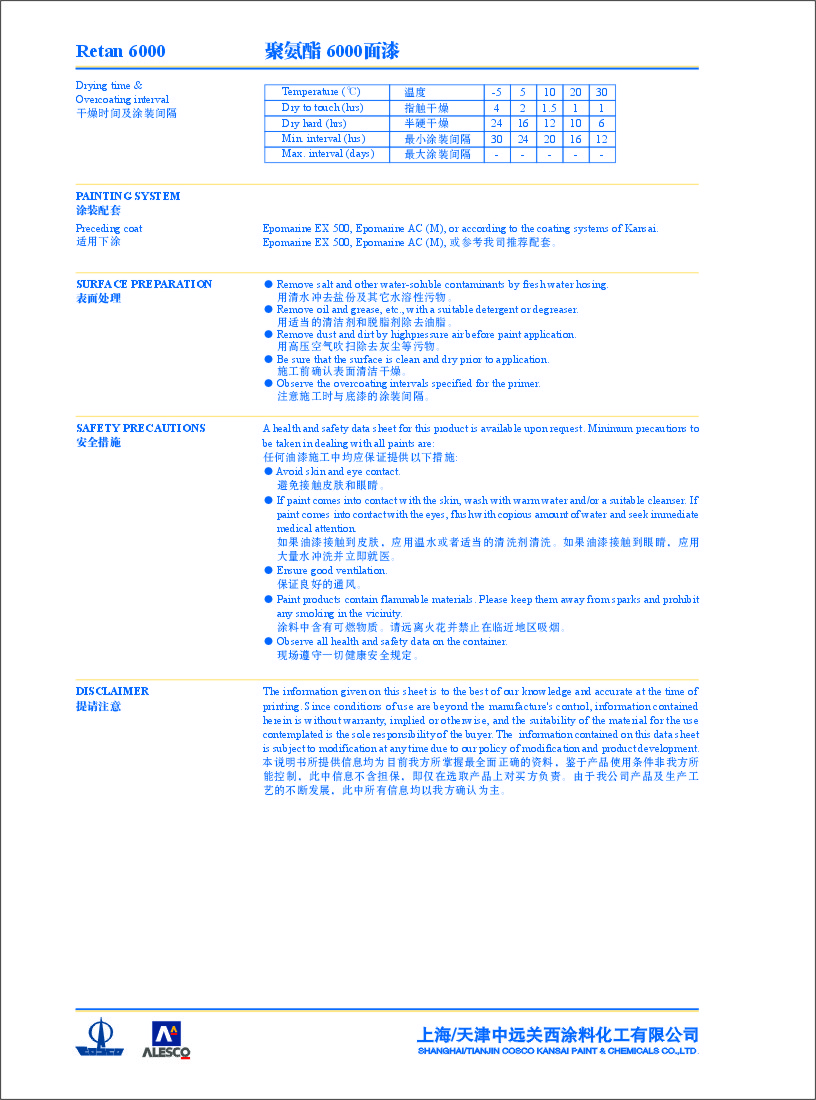 Retan 6000 聚氨酯 6000面漆
Drying time &
Overcoating interval
干燥时间及涂装间隔
Temperature (℃) 温度 -5 5 10 20 30
Dry to touch (hrs) 指触干燥 4 2 1.5 1 1
Dry hard (hrs) 半硬干燥 24 16 12 10 6
Min. interval (hrs) 最小涂装间隔 30 24 20 16 12
Max. interval (days) 最大涂装间隔 - - - - -
PAINTING SYSTEM
涂装配套
Preceding coat
适用下涂
Epomarine EX 500, Epomarine AC (M), or according to the coating systems of Kansai.
Epomarine EX 500, Epomarine AC (M), 或参考我司推荐配套。
SURFACE PREPARATION
表面处理
● Remove salt and other water-soluble contaminants by fresh water hosing.
用清水冲去盐份及其它水溶性污物。
● Remove oil and grease, etc., with a suitable detergent or degreaser.
用适当的清洁剂和脱脂剂除去油脂。
● Remove dust and dirt by highpressure air before paint application.
用高压空气吹扫除去灰尘等污物。
● Be sure that the surface is clean and dry prior to application.
施工前确认表面清洁干燥。
● Observe the overcoating intervals specified for the primer.
注意施工时与底漆的涂装间隔。
SAFETY PRECAUTIONS
安全措施
A health and safety data sheet for this product is available upon request. Minimum precautions to
be taken in dealing with all paints are:
任何油漆施工中均应保证提供以下措施:
● Avoid skin and eye contact.
避免接触皮肤和眼睛。
● If paint comes into contact with the skin, wash with warm water and/or a suitable cleanser. If
paint comes into contact with the eyes, flush with copious amount of water and seek immediate
medical attention.
如果油漆接触到皮肤，应用温水或者适当的清洗剂清洗。如果油漆接触到眼睛，应用
大量水冲洗并立即就医。
● Ensure good ventilation.
保证良好的通风。
● Paint products contain flammable materials. Please keep them away from sparks and prohibit
any smoking in the vicinity.
涂料中含有可燃物质。请远离火花并禁止在临近地区吸烟。
● Observe all health and safety data on the container.
现场遵守一切健康安全规定。
DISCLAIMER
提请注意
The information given on this sheet is to the best of our knowledge and accurate at the time of
printing. Since conditions of use are beyond the manufacture's control, information contained
herein is without warranty, implied or otherwise, and the suitability of the material for the use
contemplated is the sole responsibility of the buyer. The information contained on this data sheet
is subject to modification at any time due to our policy of modification and product development.
本说明书所提供信息均为目前我方所掌握最全面正确的资料，鉴于产品使用条件非我方所
能控制，此中信息不含担保，即仅在选取产品上对买方负责。由于我公司产品及生产工
艺的不断发展，此中所有信息均以我方确认为主。
COSCO
ALESCO
上海/天津中远关西涂料化工有限公司
SHANGHAI/TIANJIN COSCO KANSAI PAINT & CHEMICALS CO.,LTD.